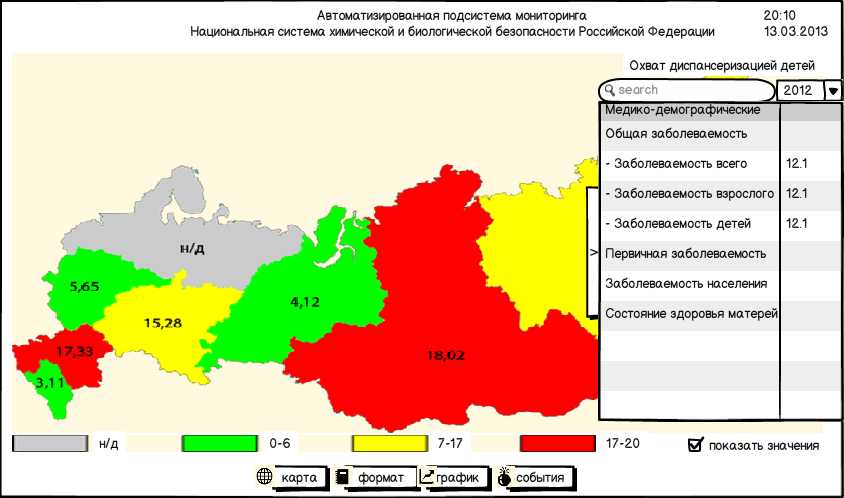 Автоматизированная подсистема мониторинга
20:10
Национальная система химической и биологической безопасности Российской Федерации
13.03.2013
Охват диспансеризацией детей
search
2012
Медико-демографические
Общая заболеваемость
- Заболеваемость всего 12.1
- Заболеваемость взрослого 12.1
- Заболеваемость детей 12.1
>
Первичная заболеваемость
Заболеваемость населения
Состояние здоровья матерей
н/д
5,65
4,12
15,28
17,33
18,02
3,11
н/д
0-6
7-17
17-20
показать значения
карта
формат
график
события